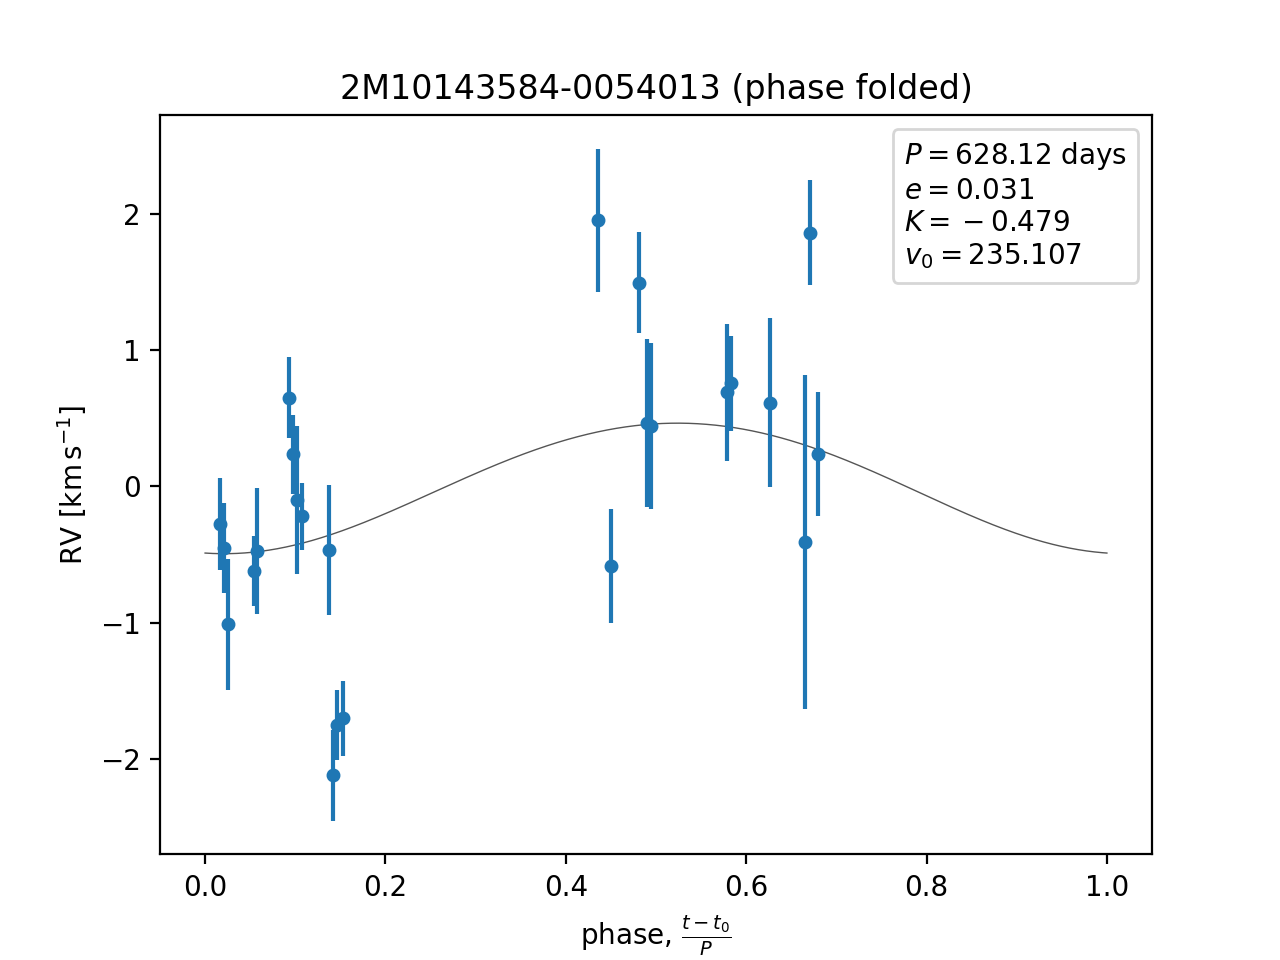 2M10143584-0054013 (phase folded)
P = 628.12 days
e = 0.031
K = −0.479
v₀ = 235.107
2
1
0
−1
−2
RV [km s⁻¹]
0.0 0.2 0.4 0.6 0.8 1.0
phase, (t − t₀)/P